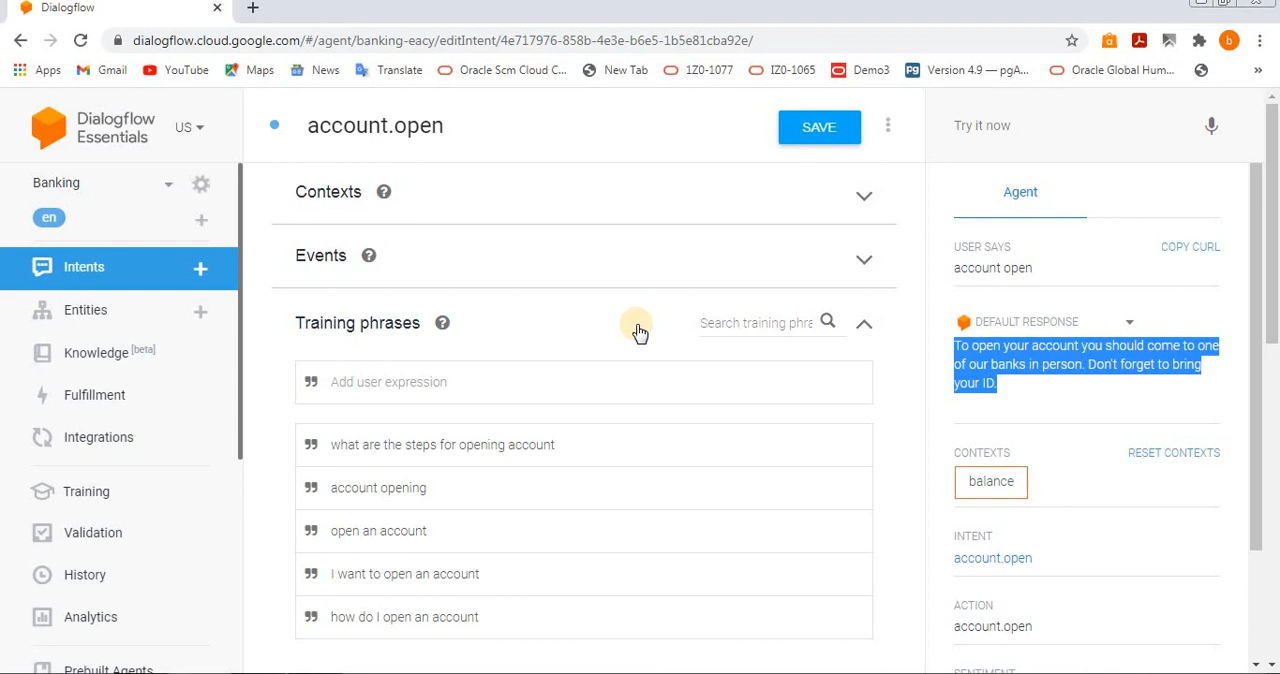 Dialogflow
dialogflow.cloud.google.com/#/agent/banking-eacy/editIntent/4e717976-858b-4e3e-b6e5-1b5e81cba92e/
b
Apps
Gmail
YouTube
Maps
News
Translate
Oracle Scm Cloud C...
New Tab
1Z0-1077
IZ0-1065
Demo3
Version 4.9 — pgA...
Oracle Global Hum...
»
Dialogflow
Essentials
US
account.open
SAVE
Try it now
Banking
en
Intents
Entities
Knowledge [beta]
Fulfillment
Integrations
Training
Validation
History
Analytics
Prebuilt Agents
Contexts
Events
Training phrases
Search training phra
Add user expression
what are the steps for opening account
account opening
open an account
I want to open an account
how do I open an account
Agent
USER SAYS
COPY CURL
account open
DEFAULT RESPONSE
To open your account you should come to one
of our banks in person. Don't forget to bring
your ID.
CONTEXTS
RESET CONTEXTS
balance
INTENT
account.open
ACTION
account.open
SENTIMENT